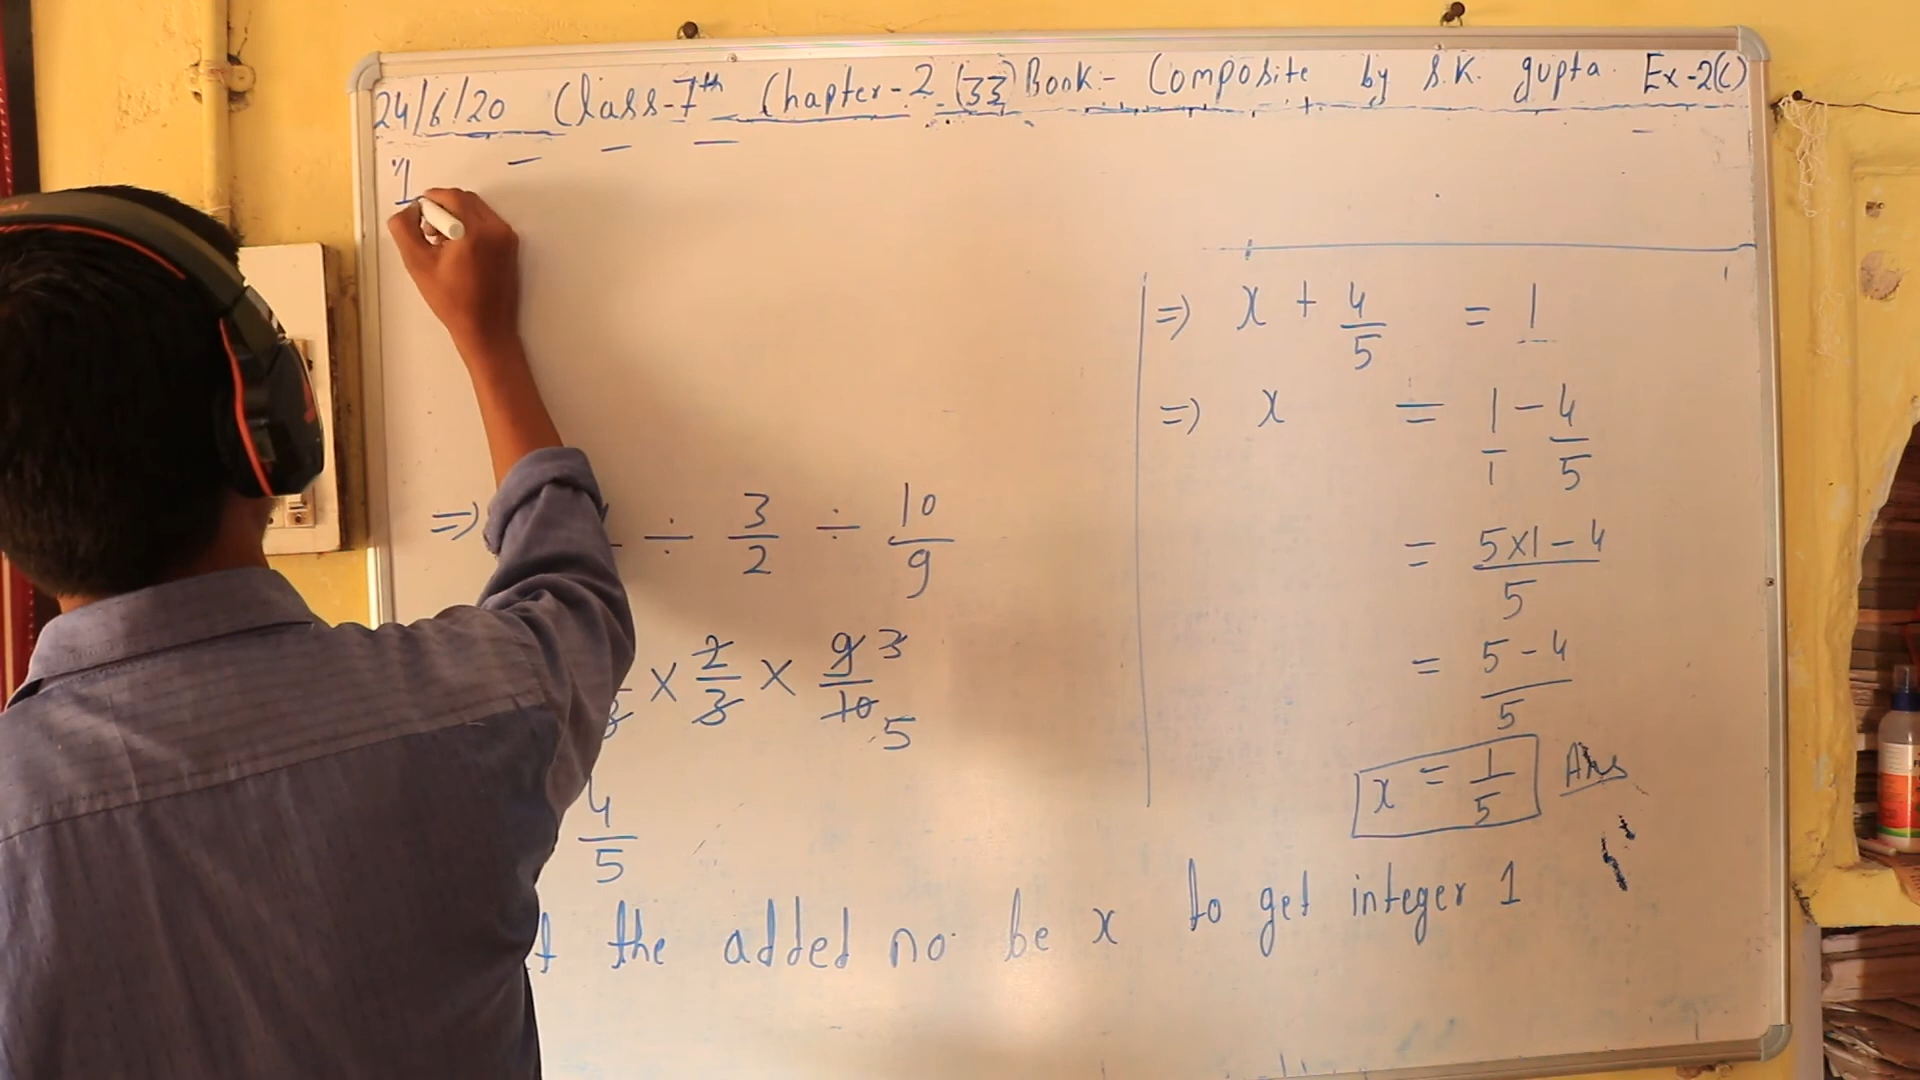 24/6/20 Class-7th Chapter-2 (33) Book:- Composite by S.K. gupta. Ex-2(C)
1
=> ÷ 3/2 ÷ 10/9
× 2/3 × 9/10 3 5
4/5
the added no. be x to get integer 1
=> x + 4/5 = 1
=> x = 1/1 - 4/5
= 5×1-4/5
= 5-4/5
x = 1/5 Ans